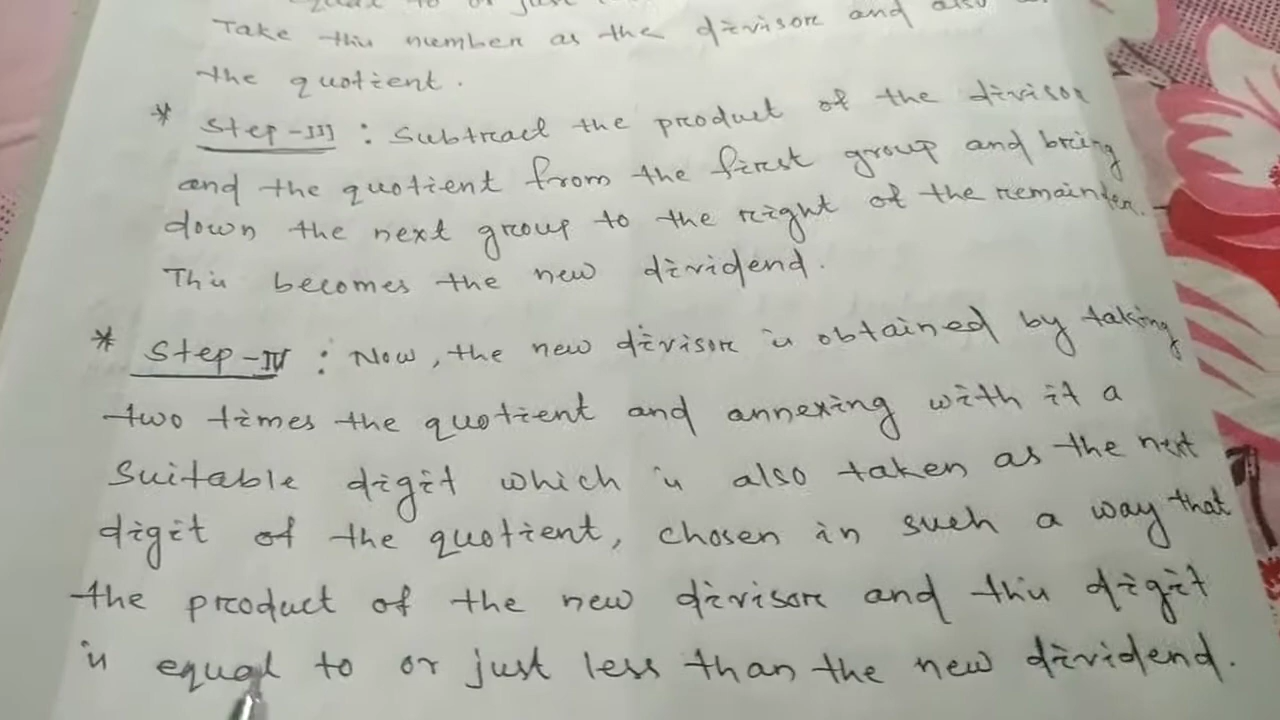 equal to or just
Take this number as the divisor and also
the quotient.
* Step-III : Subtract the product of the divisor
and the quotient from the first group and bring
down the next group to the right of the remainder.
This becomes the new dividend.
* Step-IV : Now, the new divisor is obtained by taking
two times the quotient and annexing with it a
suitable digit which is also taken as the next
digit of the quotient, chosen in such a way that
the product of the new divisor and this digit
is equal to or just less than the new dividend.